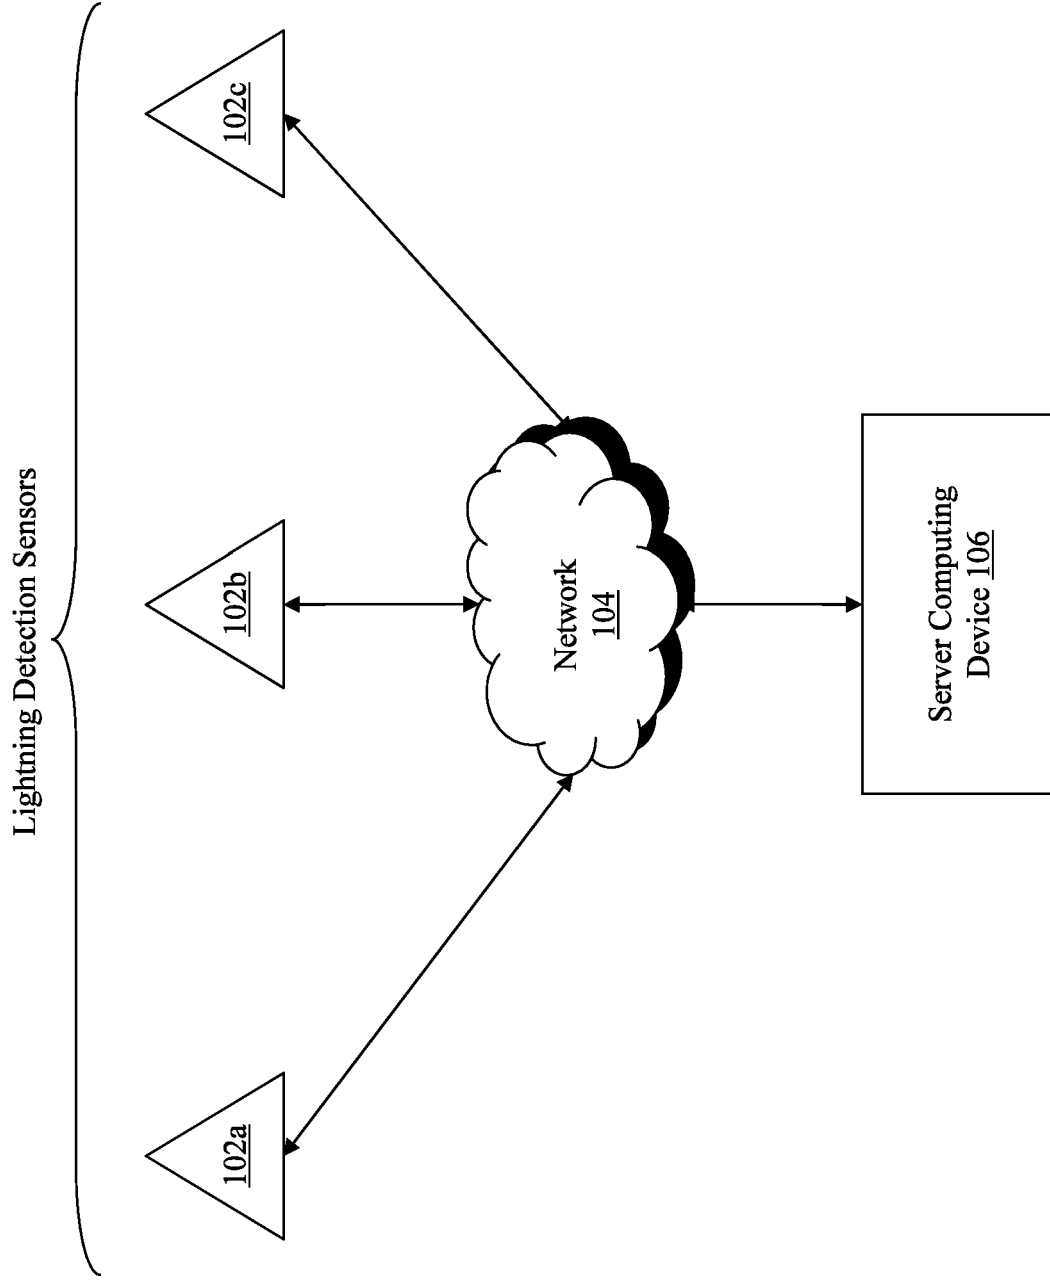 Lightning Detection Sensors
102a
102b
102c
Network
104
Server Computing
Device 106